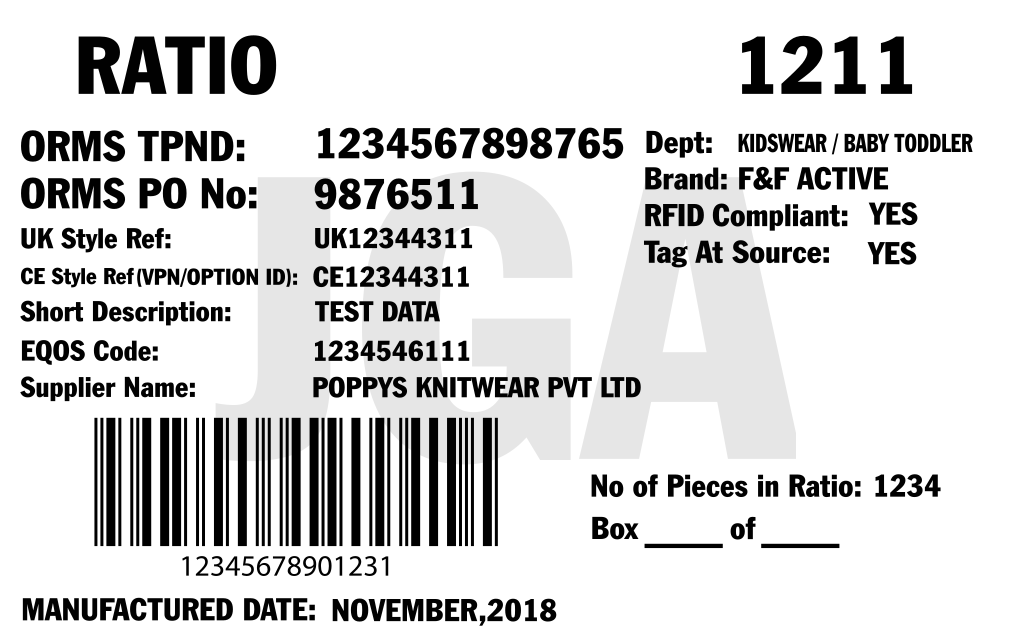 RATIO 1211
ORMS TPND: 1234567898765 Dept: KIDSWEAR / BABY TODDLER
ORMS PO No: 9876511 Brand: F&F ACTIVE
RFID Compliant: YES
UK Style Ref: UK12344311
Tag At Source: YES
CE Style Ref (VPN/OPTION ID): CE12344311
Short Description: TEST DATA
EQOS Code: 1234546111
Supplier Name: POPPYS KNITWEAR PVT LTD
JGA
No of Pieces in Ratio: 1234
Box _____ of _____
12345678901231
MANUFACTURED DATE: NOVEMBER,2018